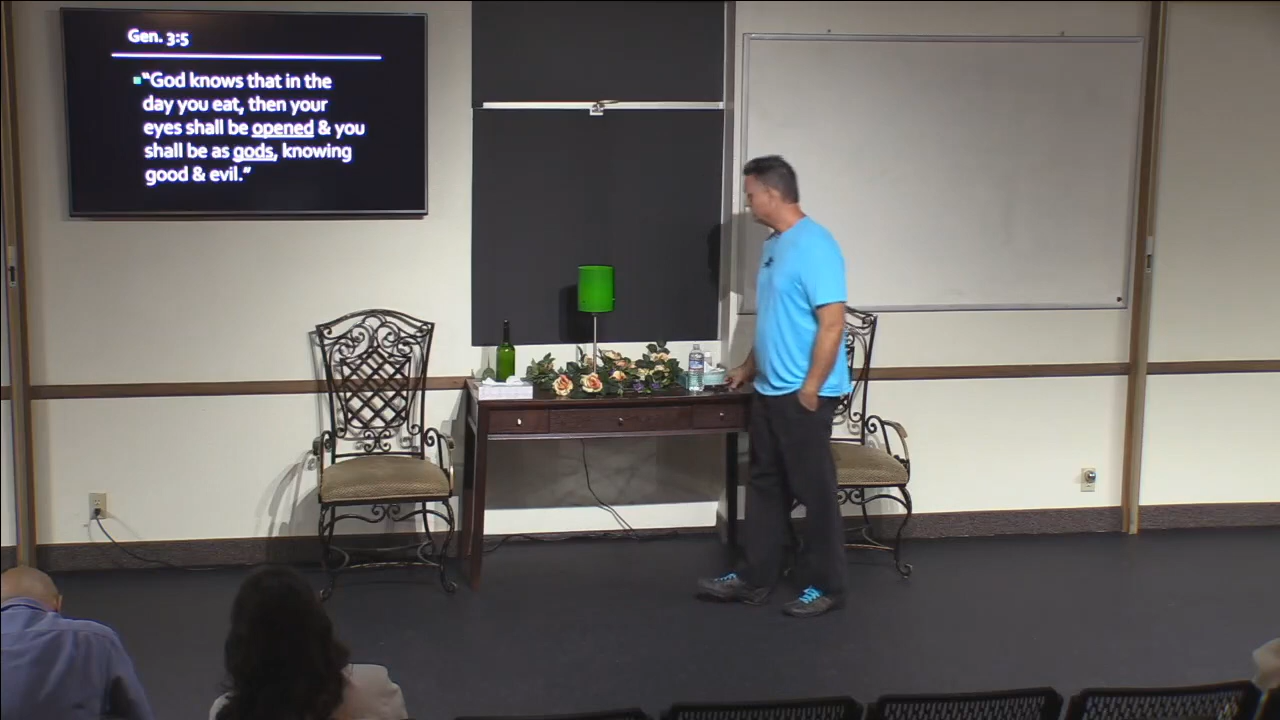 Gen. 3:5
"God knows that in the
day you eat, then your
eyes shall be opened & you
shall be as gods, knowing
good & evil."